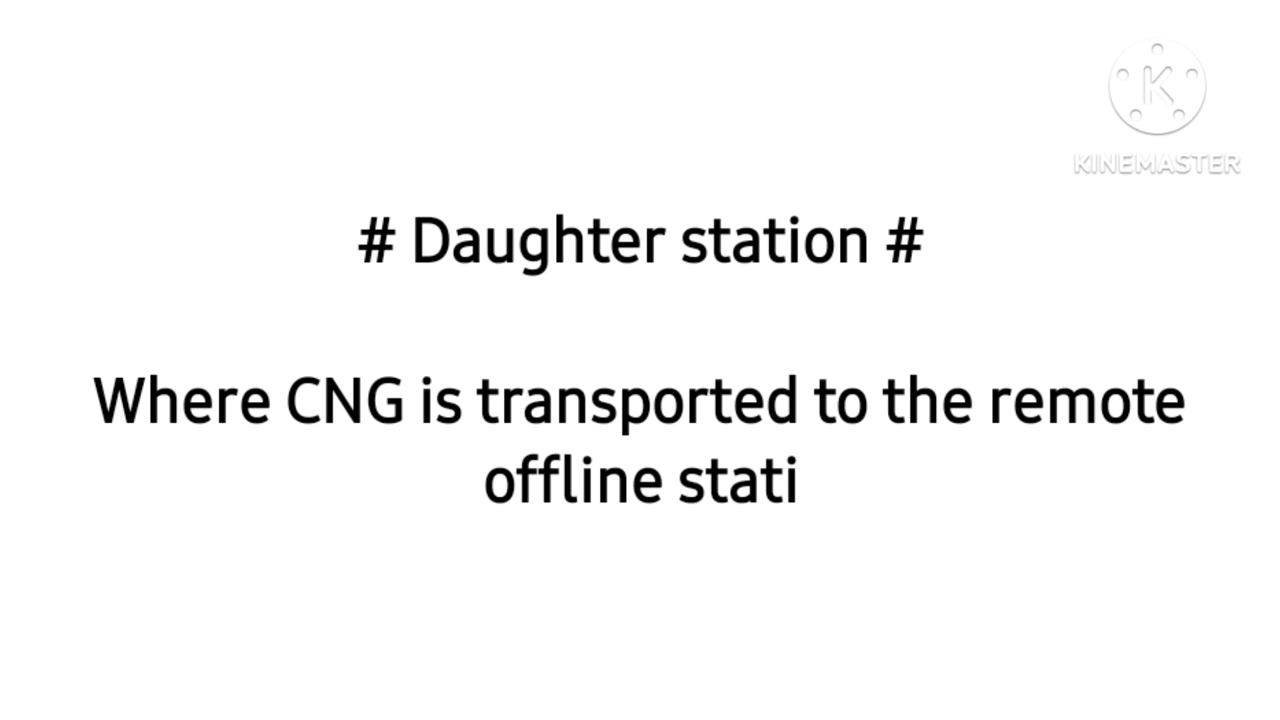 K
KINEMASTER
# Daughter station #
Where CNG is transported to the remote
offline stati